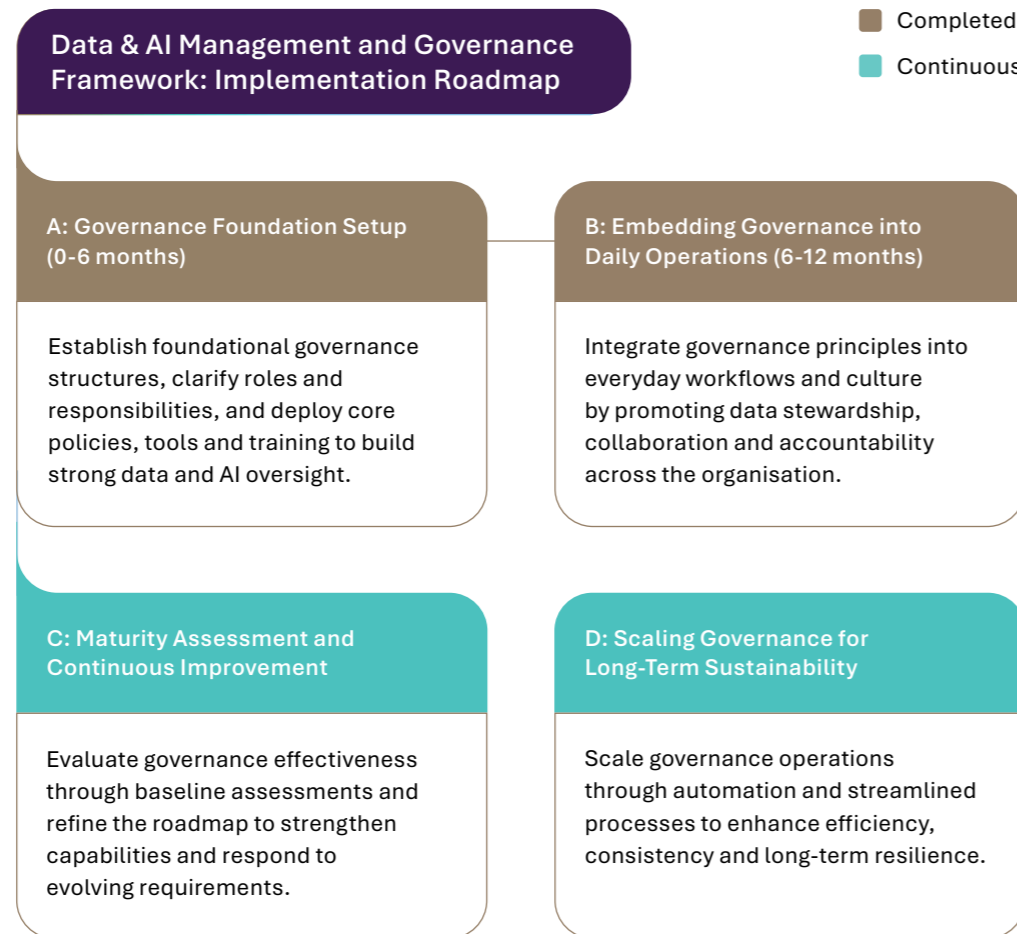 Data & AI Management and Governance
Framework: Implementation Roadmap
Completed
Continuous
A: Governance Foundation Setup
(0-6 months)
Establish foundational governance
structures, clarify roles and
responsibilities, and deploy core
policies, tools and training to build
strong data and AI oversight.
B: Embedding Governance into
Daily Operations (6-12 months)
Integrate governance principles into
everyday workflows and culture
by promoting data stewardship,
collaboration and accountability
across the organisation.
C: Maturity Assessment and
Continuous Improvement
Evaluate governance effectiveness
through baseline assessments and
refine the roadmap to strengthen
capabilities and respond to
evolving requirements.
D: Scaling Governance for
Long-Term Sustainability
Scale governance operations
through automation and streamlined
processes to enhance efficiency,
consistency and long-term resilience.